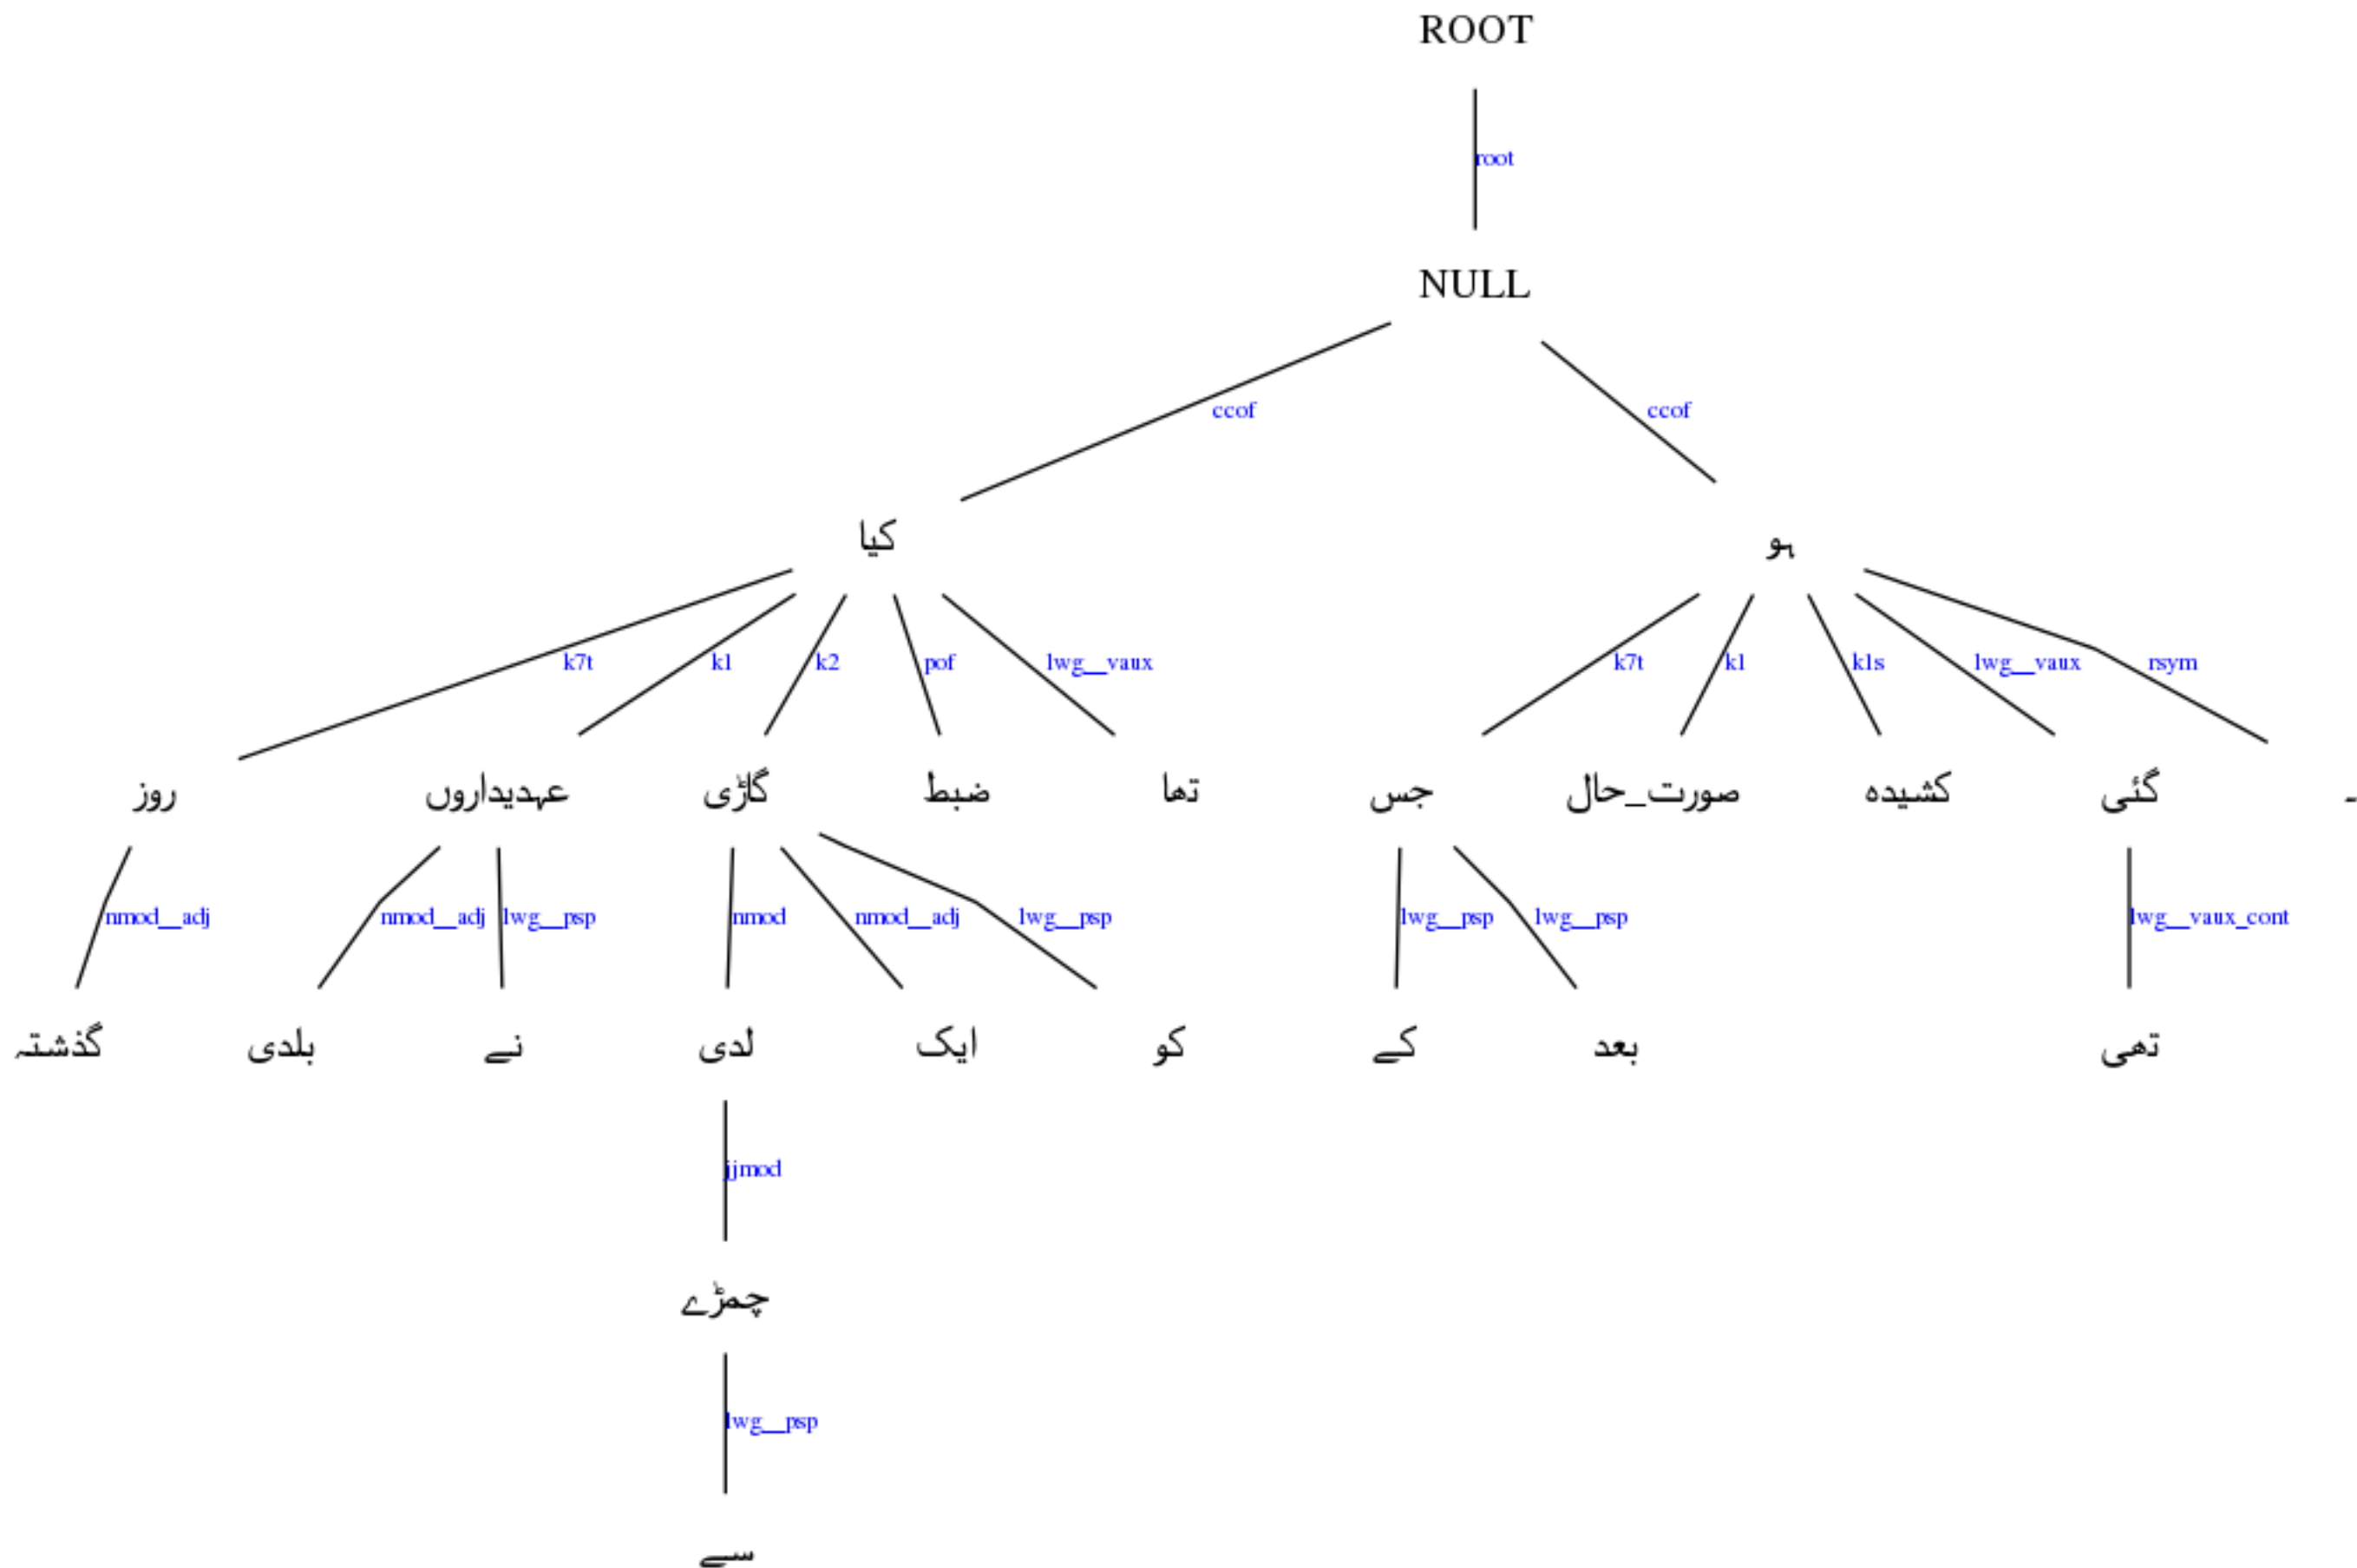 ROOT
root
NULL
ccof ccof
کیا ہو
k7t k1 k2 pof lwg__vaux k7t k1 k1s lwg__vaux rsym
روز عہدیداروں گاڑی ضبط تھا جس صورت_حال کشیدہ گئی ۔
nmod__adj nmod__adj lwg__psp nmod nmod__adj lwg__psp lwg__psp lwg__psp lwg__vaux_cont
گذشتہ بلدی نے لدی ایک کو کے بعد تھی
jjmod
چمڑے
lwg__psp
سے